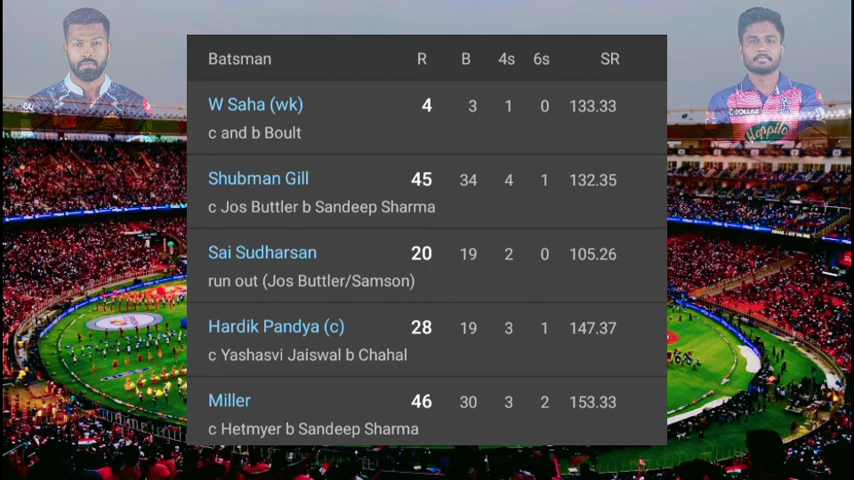 Batsman R B 4s 6s SR
W Saha (wk) 4 3 1 0 133.33
c and b Boult
Shubman Gill 45 34 4 1 132.35
c Jos Buttler b Sandeep Sharma
Sai Sudharsan 20 19 2 0 105.26
run out (Jos Buttler/Samson)
Hardik Pandya (c) 28 19 3 1 147.37
c Yashasvi Jaiswal b Chahal
Miller 46 30 3 2 153.33
c Hetmyer b Sandeep Sharma
DOLLAR
Happilo